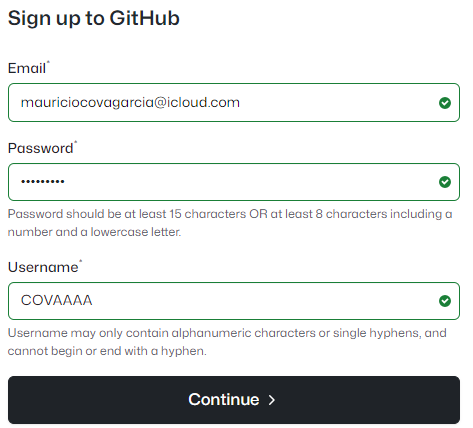 Sign up to GitHub
Email*
mauriciocovagarcia@icloud.com
Password*
•••••••••
Password should be at least 15 characters OR at least 8 characters including a
number and a lowercase letter.
Username*
COVAAAA
Username may only contain alphanumeric characters or single hyphens, and
cannot begin or end with a hyphen.
Continue >